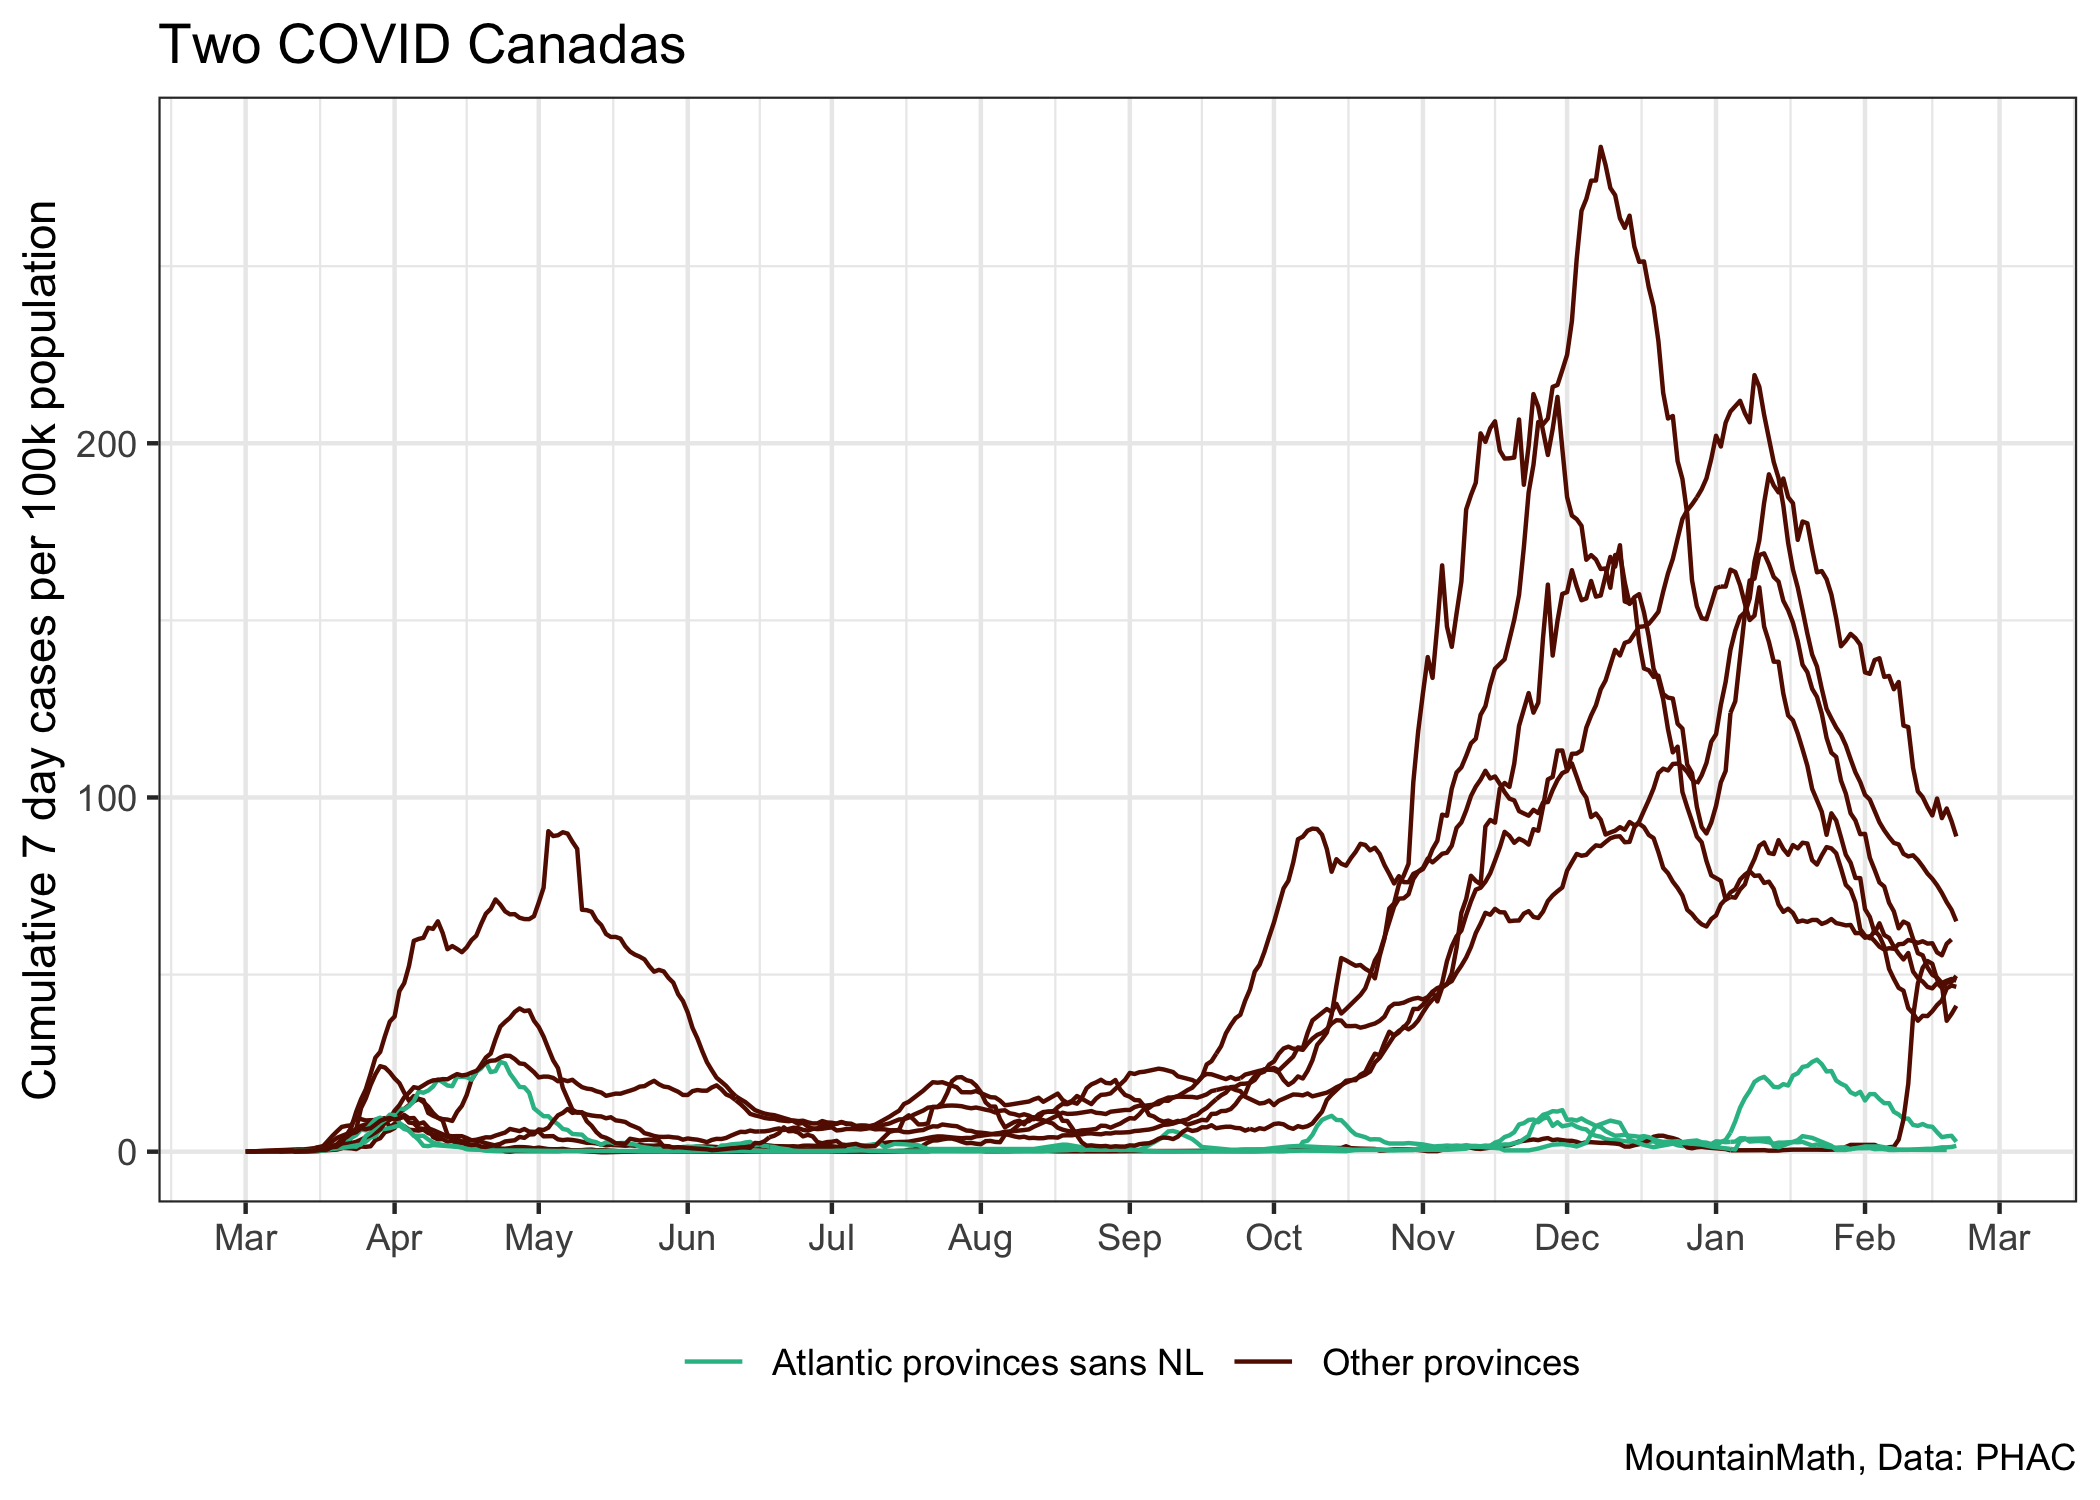 Two COVID Canadas
Cumulative 7 day cases per 100k population
200
100
0
Mar Apr May Jun Jul Aug Sep Oct Nov Dec Jan Feb Mar
Atlantic provinces sans NL Other provinces
MountainMath, Data: PHAC